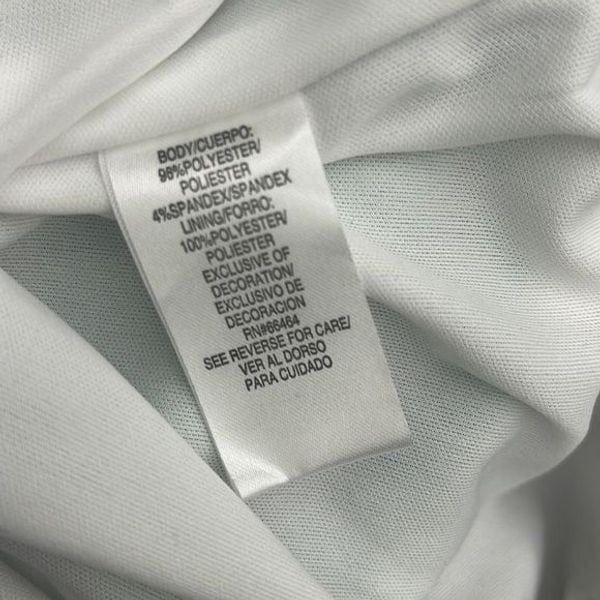 BODY/CUERPO:
96%POLYESTER/
POLIESTER
4%SPANDEX/SPANDEX
LINING/FORRO:
100%POLYESTER/
POLIESTER
EXCLUSIVE OF
DECORATION/
EXCLUSIVO DE
DECORACION
RN#66464
SEE REVERSE FOR CARE/
VER AL DORSO
PARA CUIDADO